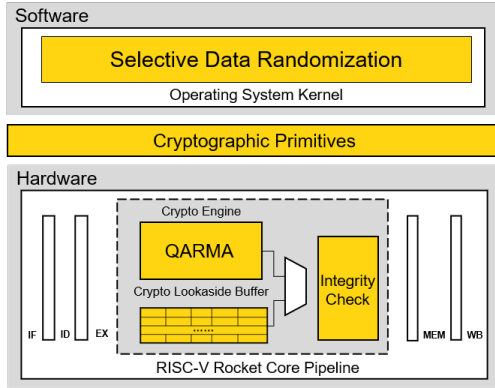 Software
Selective Data Randomization
Operating System Kernel
Cryptographic Primitives
Hardware
Crypto Engine
QARMA
Crypto Lookaside Buffer
......
Integrity
Check
IF ID EX MEM WB
RISC-V Rocket Core Pipeline